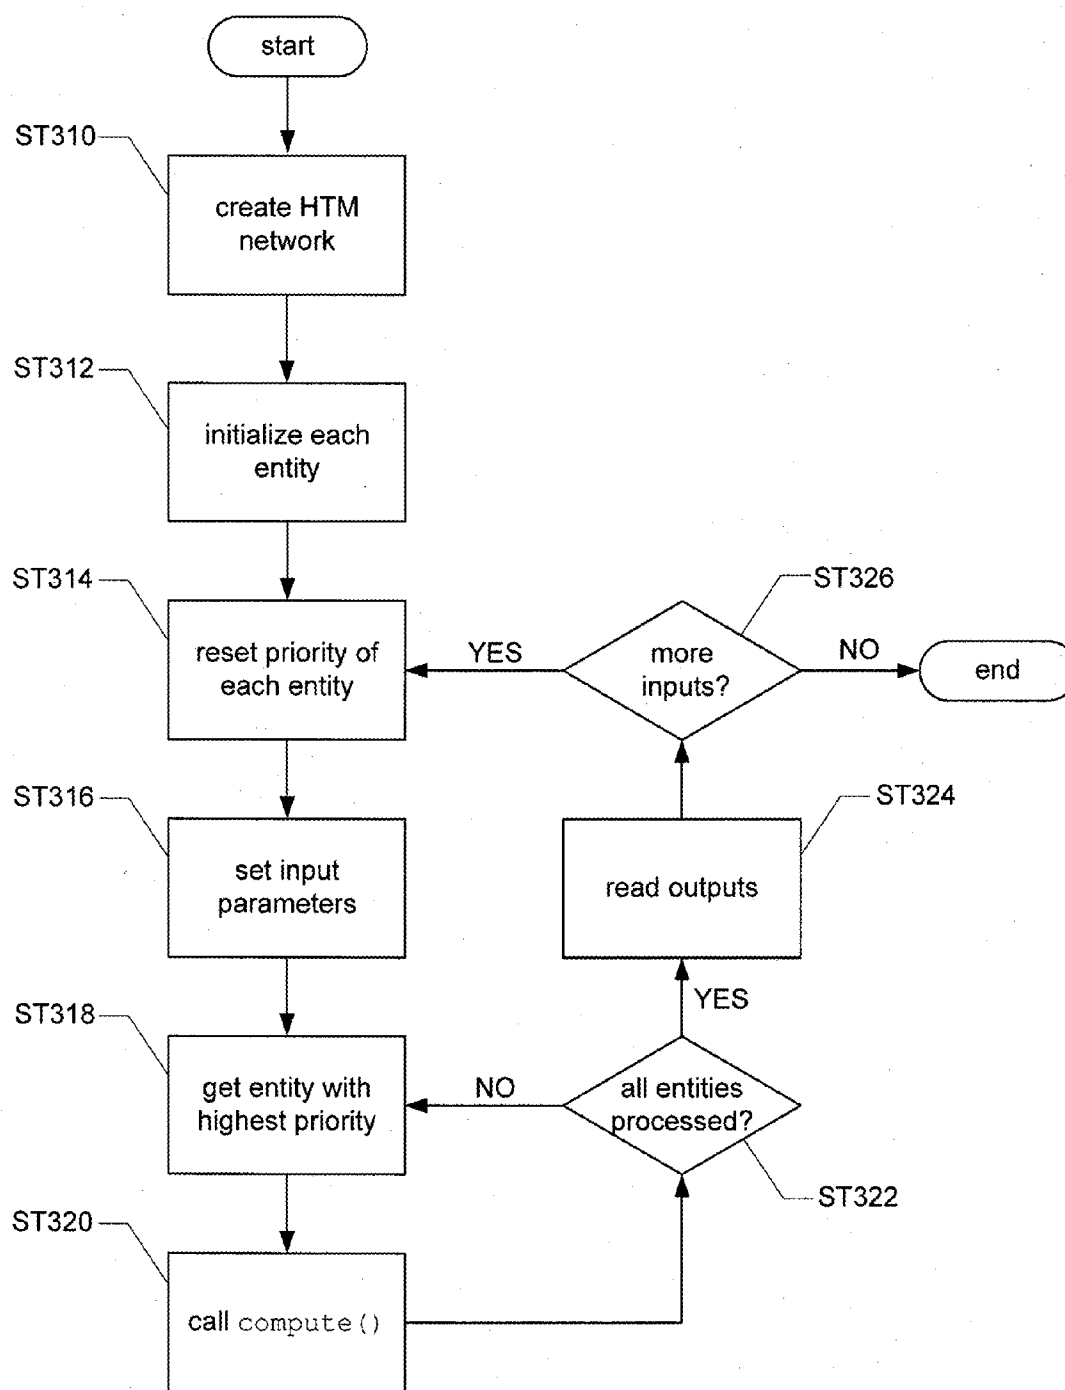 start
ST310
create HTM
network
ST312
initialize each
entity
ST314
reset priority of
each entity
YES
more
inputs?
ST326
NO
end
ST316
set input
parameters
read outputs
ST324
YES
ST318
get entity with
highest priority
NO
all entities
processed?
ST322
ST320
call compute()